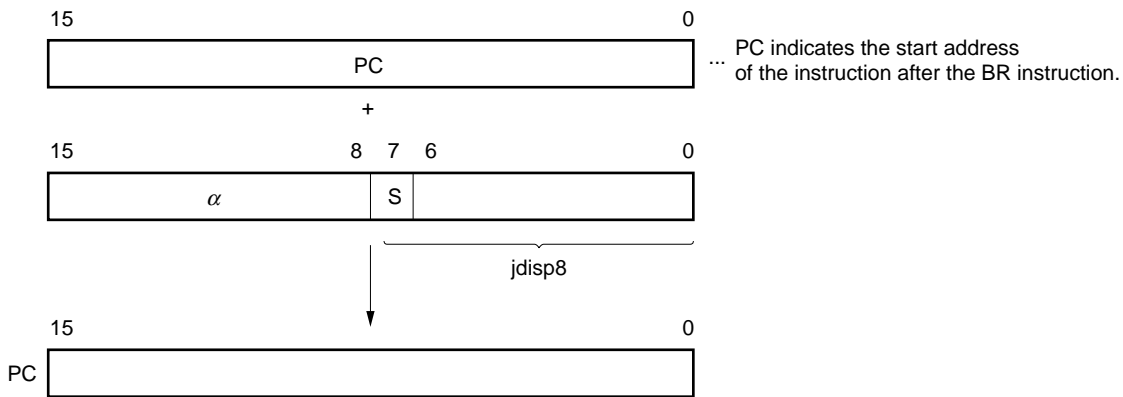 15 0
PC
... PC indicates the start address
of the instruction after the BR instruction.
+
15 8 7 6 0
α S
jdisp8
15 0
PC